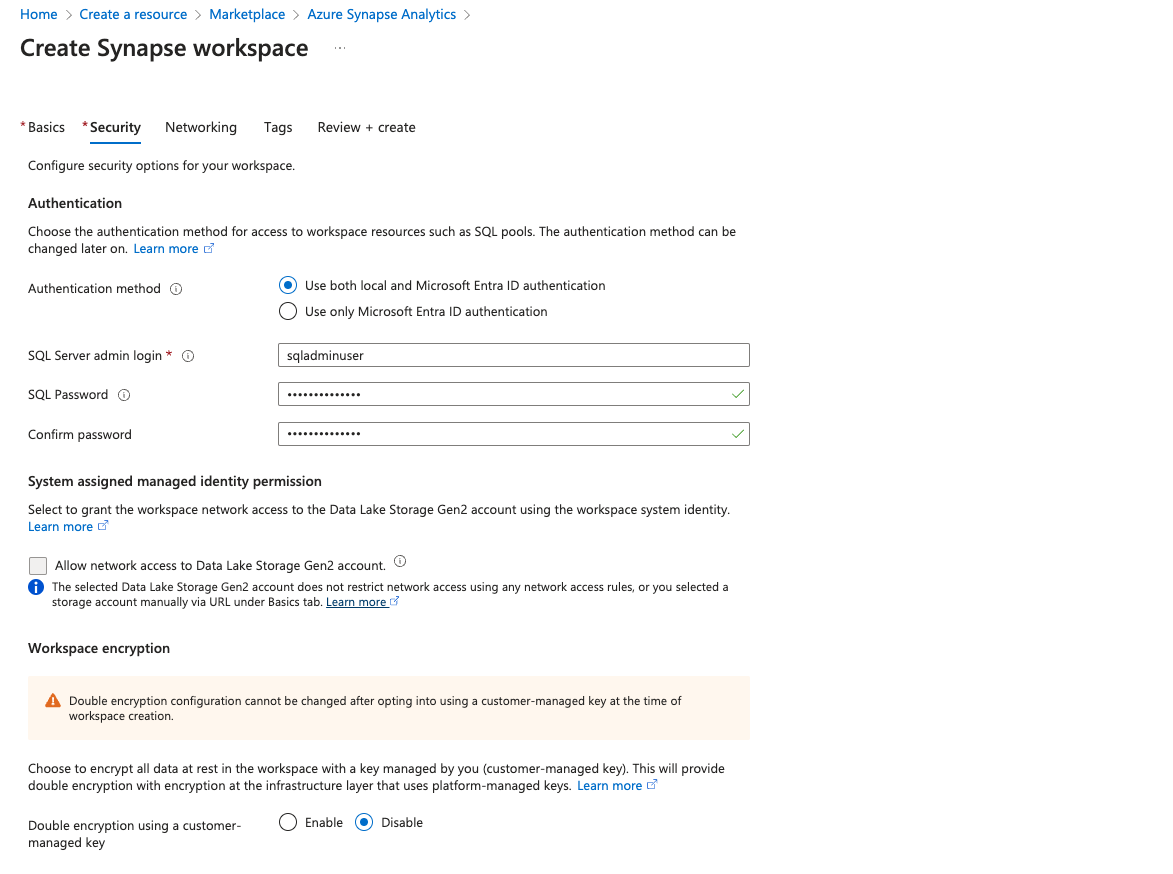 Home > Create a resource > Marketplace > Azure Synapse Analytics >
Create Synapse workspace ...
* Basics * Security Networking Tags Review + create
Configure security options for your workspace.
Authentication
Choose the authentication method for access to workspace resources such as SQL pools. The authentication method can be
changed later on. Learn more
Authentication method
Use both local and Microsoft Entra ID authentication
Use only Microsoft Entra ID authentication
SQL Server admin login *
sqladminuser
SQL Password
••••••••••••••
Confirm password
••••••••••••••
System assigned managed identity permission
Select to grant the workspace network access to the Data Lake Storage Gen2 account using the workspace system identity.
Learn more
Allow network access to Data Lake Storage Gen2 account.
The selected Data Lake Storage Gen2 account does not restrict network access using any network access rules, or you selected a
storage account manually via URL under Basics tab. Learn more
Workspace encryption
Double encryption configuration cannot be changed after opting into using a customer-managed key at the time of
workspace creation.
Choose to encrypt all data at rest in the workspace with a key managed by you (customer-managed key). This will provide
double encryption with encryption at the infrastructure layer that uses platform-managed keys. Learn more
Double encryption using a customer-
managed key
Enable Disable